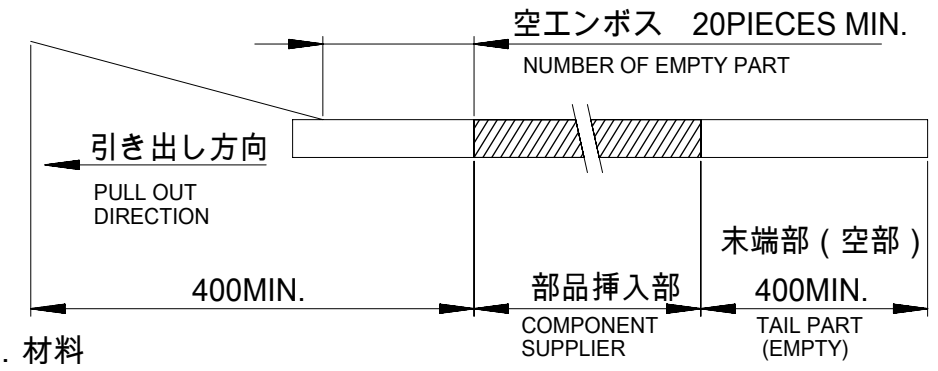 空エンボス 20PIECES MIN.
NUMBER OF EMPTY PART
引き出し方向
PULL OUT
DIRECTION
末端部(空部)
400MIN.
部品挿入部
400MIN.
COMPONENT
SUPPLIER
TAIL PART
(EMPTY)
. 材料